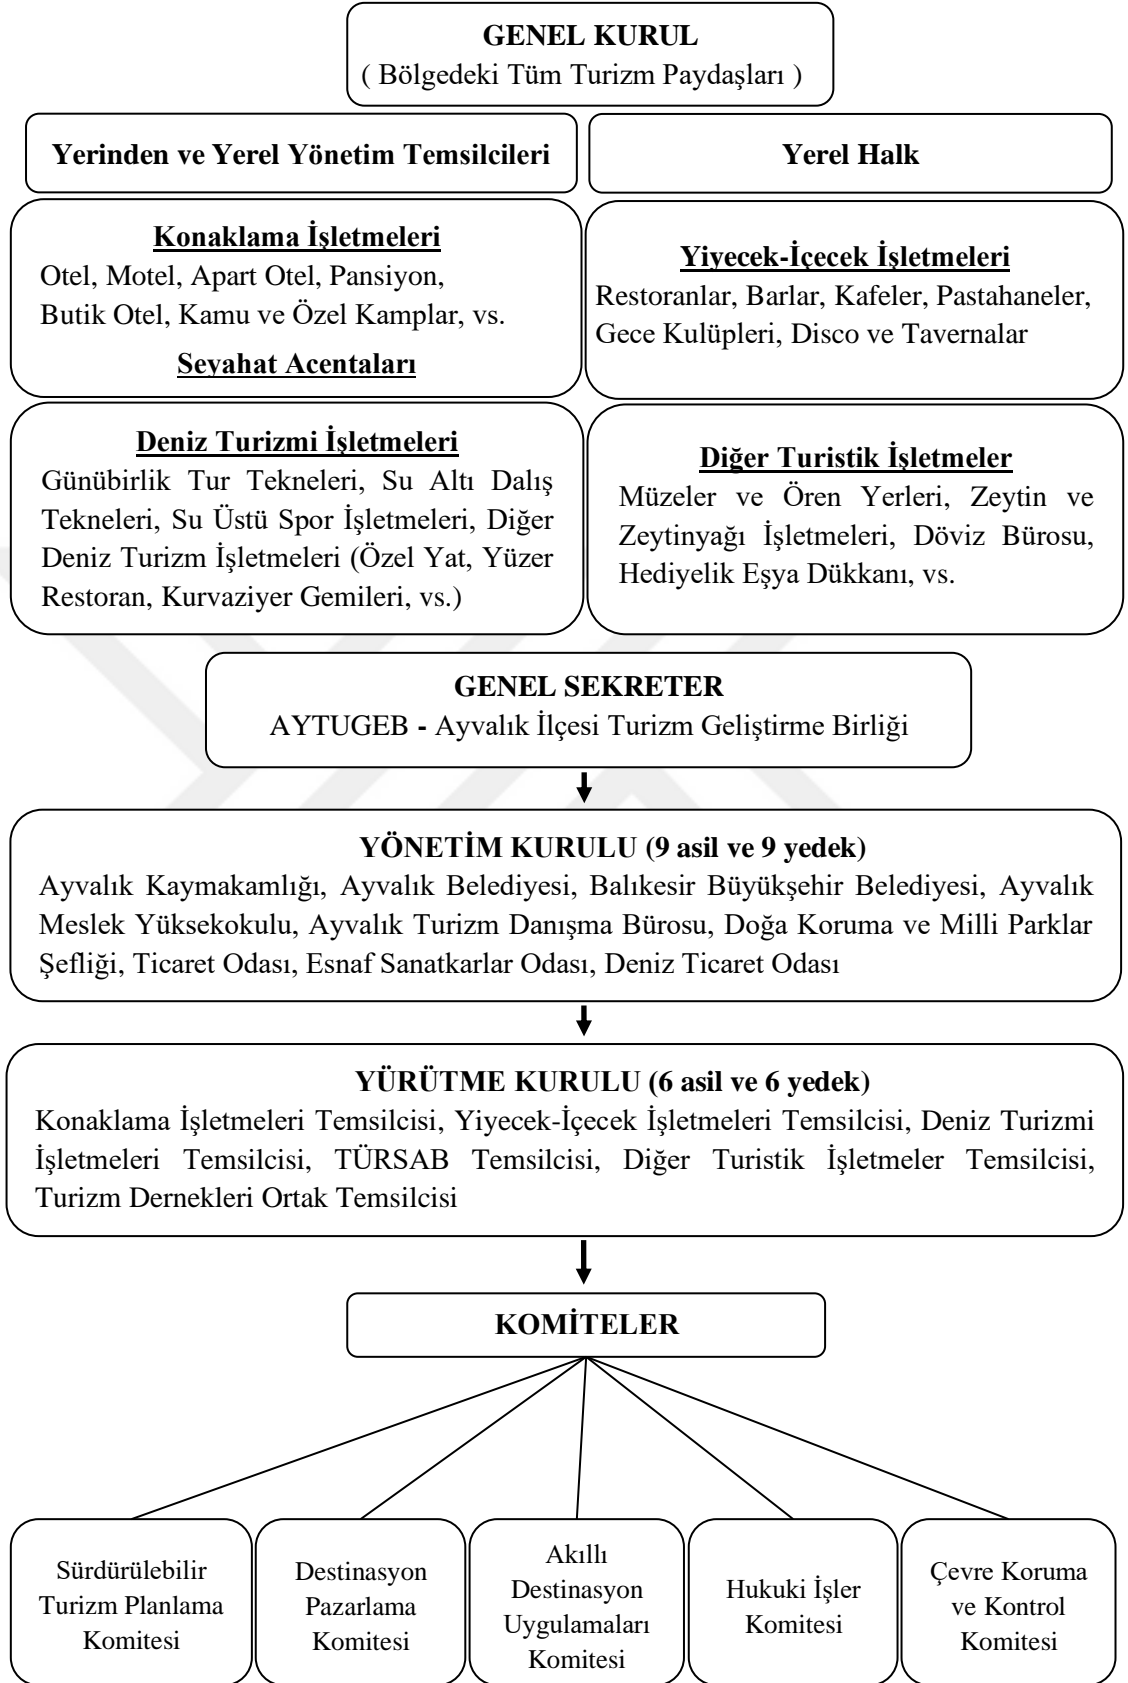 GENEL KURUL
( Bölgedeki Tüm Turizm Paydaşları )
Yerinden ve Yerel Yönetim Temsilcileri
Yerel Halk
Konaklama İşletmeleri
Otel, Motel, Apart Otel, Pansiyon,
Butik Otel, Kamu ve Özel Kamplar, vs.
Seyahat Acentaları
Yiyecek-İçecek İşletmeleri
Restoranlar, Barlar, Kafeler, Pastahaneler,
Gece Kulüpleri, Disco ve Tavernalar
Deniz Turizmi İşletmeleri
Günübirlik Tur Tekneleri, Su Altı Dalış
Tekneleri, Su Üstü Spor İşletmeleri, Diğer
Deniz Turizm İşletmeleri (Özel Yat, Yüzer
Restoran, Kurvaziyer Gemileri, vs.)
Diğer Turistik İşletmeler
Müzeler ve Ören Yerleri, Zeytin ve
Zeytinyağı İşletmeleri, Döviz Bürosu,
Hediyelik Eşya Dükkanı, vs.
GENEL SEKRETER
AYTUGEB - Ayvalık İlçesi Turizm Geliştirme Birliği
YÖNETİM KURULU (9 asil ve 9 yedek)
Ayvalık Kaymakamlığı, Ayvalık Belediyesi, Balıkesir Büyükşehir Belediyesi, Ayvalık
Meslek Yüksekokulu, Ayvalık Turizm Danışma Bürosu, Doğa Koruma ve Milli Parklar
Şefliği, Ticaret Odası, Esnaf Sanatkarlar Odası, Deniz Ticaret Odası
YÜRÜTME KURULU (6 asil ve 6 yedek)
Konaklama İşletmeleri Temsilcisi, Yiyecek-İçecek İşletmeleri Temsilcisi, Deniz Turizmi
İşletmeleri Temsilcisi, TÜRSAB Temsilcisi, Diğer Turistik İşletmeler Temsilcisi,
Turizm Dernekleri Ortak Temsilcisi
KOMİTELER
Sürdürülebilir
Turizm Planlama
Komitesi
Destinasyon
Pazarlama
Komitesi
Akıllı
Destinasyon
Uygulamaları
Komitesi
Hukuki İşler
Komitesi
Çevre Koruma
ve Kontrol
Komitesi